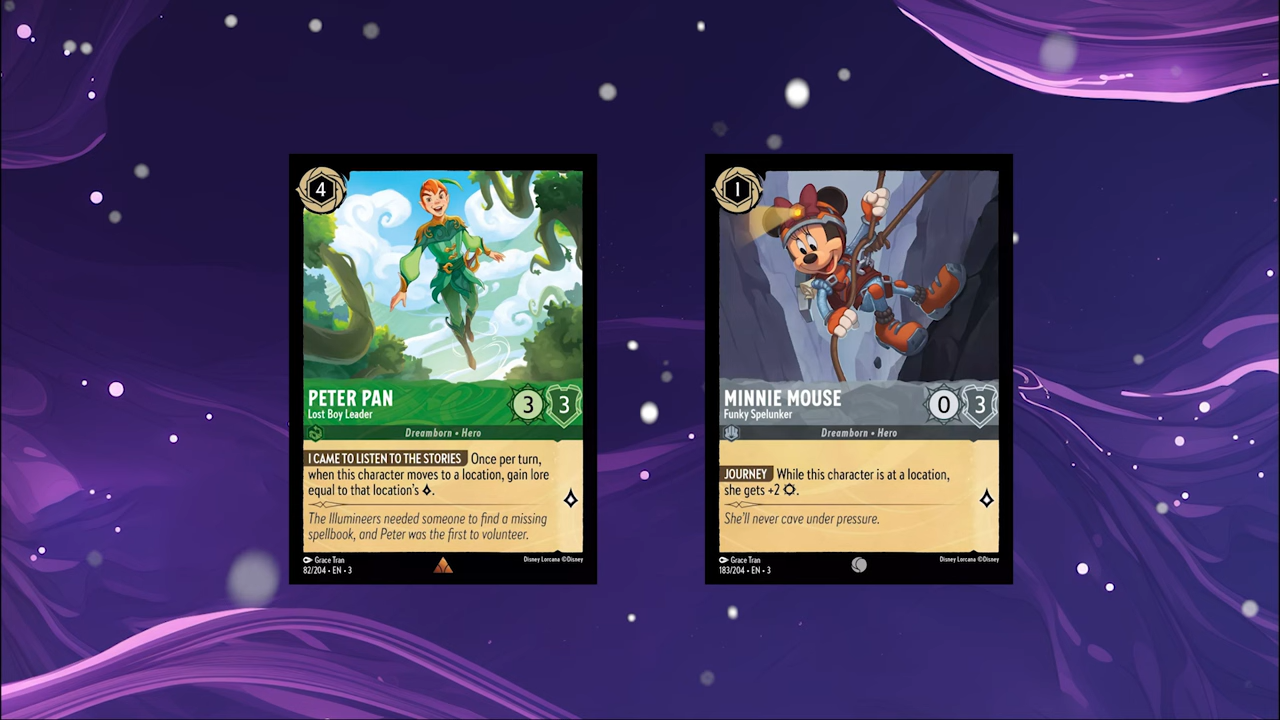 4
PETER PAN
Lost Boy Leader
3 3
Dreamborn • Hero
I CAME TO LISTEN TO THE STORIES Once per turn,
when this character moves to a location, gain lore
equal to that location's ◊.
The Illumineers needed someone to find a missing
spellbook, and Peter was the first to volunteer.
Grace Tran
Disney Lorcana ©Disney
82/204 • EN • 3
1
MINNIE MOUSE
Funky Spelunker
0 3
Dreamborn • Hero
JOURNEY While this character is at a location,
she gets +2 ¤.
She'll never cave under pressure.
Grace Tran
Disney Lorcana ©Disney
183/204 • EN • 3